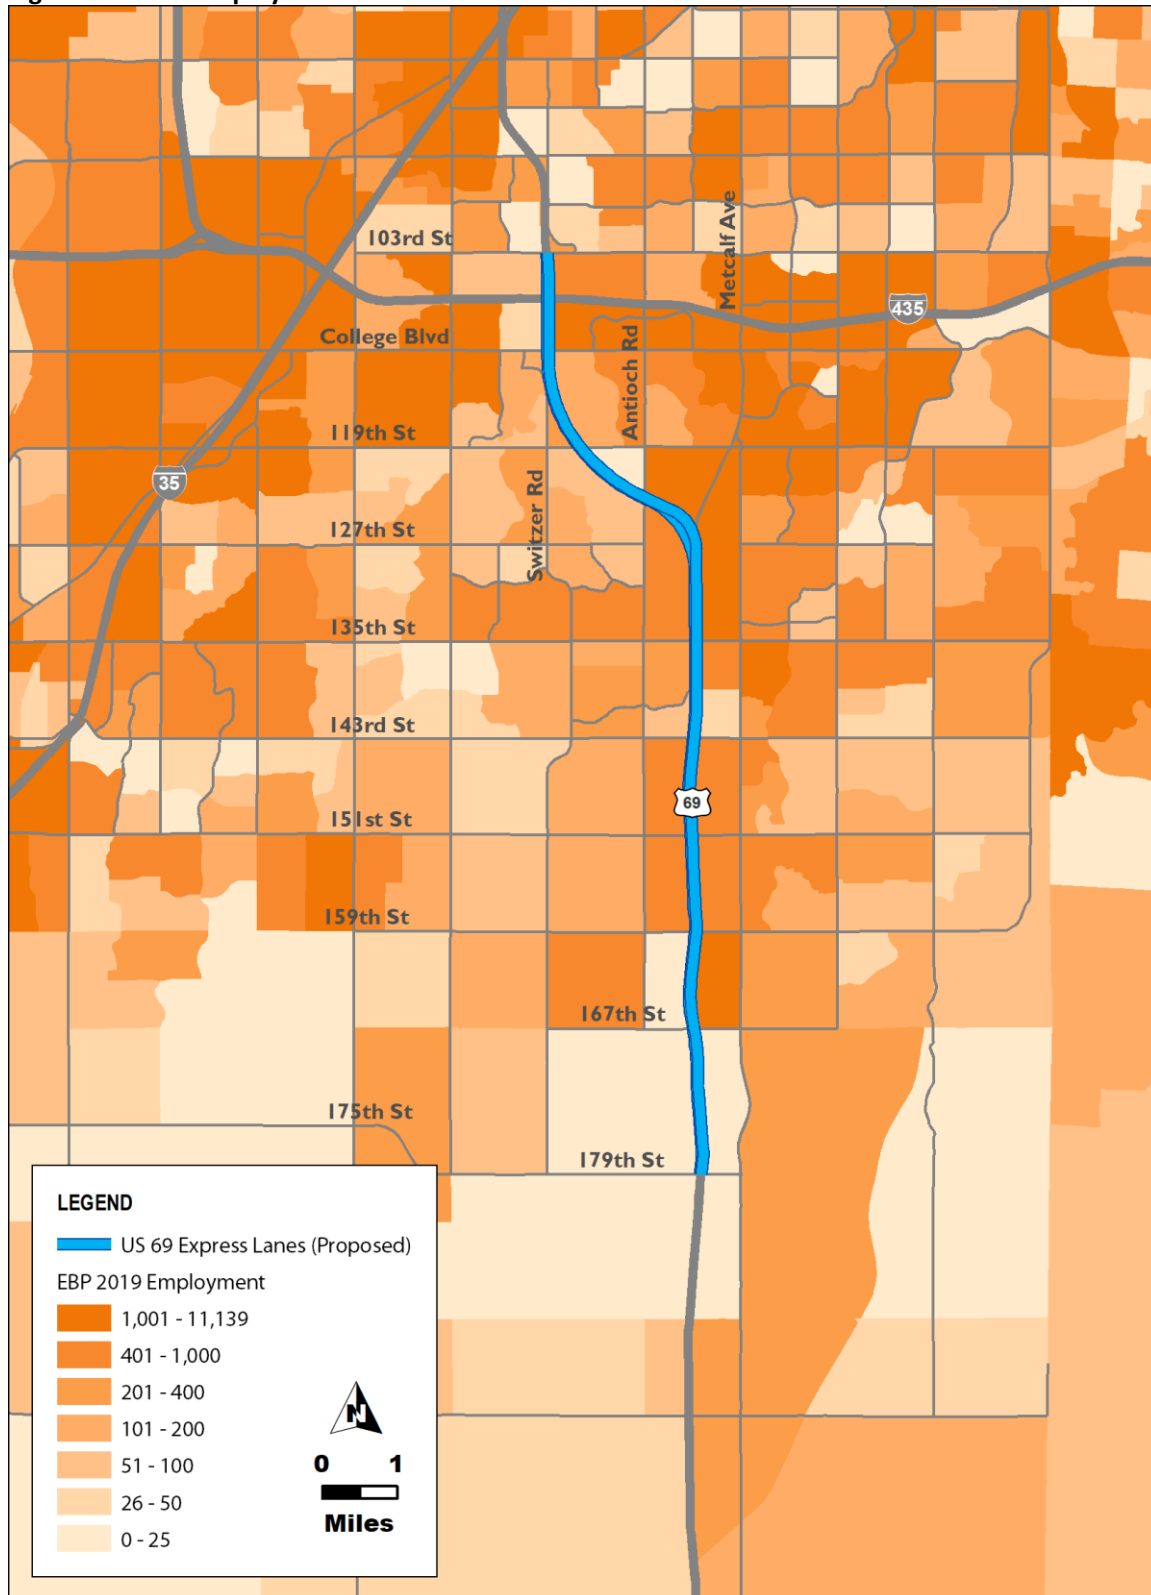 103rd St
Metcalf Ave
435
College Blvd
Antioch Rd
119th St
35
Switzer Rd
127th St
135th St
143rd St
69
151st St
159th St
167th St
175th St
179th St
LEGEND
US 69 Express Lanes (Proposed)
EBP 2019 Employment
1,001 - 11,139
401 - 1,000
201 - 400
101 - 200
51 - 100
26 - 50
0 - 25
N
0 1
Miles